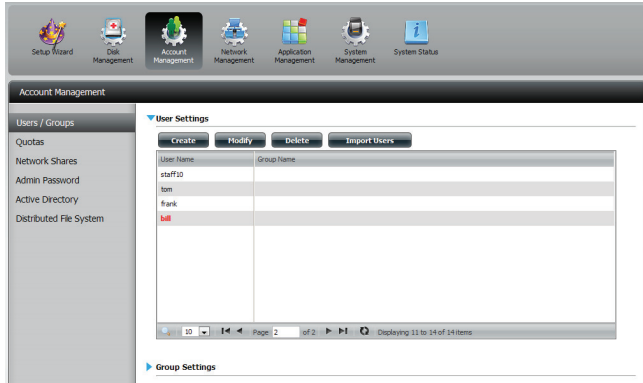 Setup Wizard
Disk Management
Account Management
Network Management
Application Management
System Management
System Status
Account Management
Users / Groups
Quotas
Network Shares
Admin Password
Active Directory
Distributed File System
User Settings
Create Modify Delete Import Users
User Name Group Name
staff10
tom
frank
bill
10 Page 2 of 2 Displaying 11 to 14 of 14 items
Group Settings